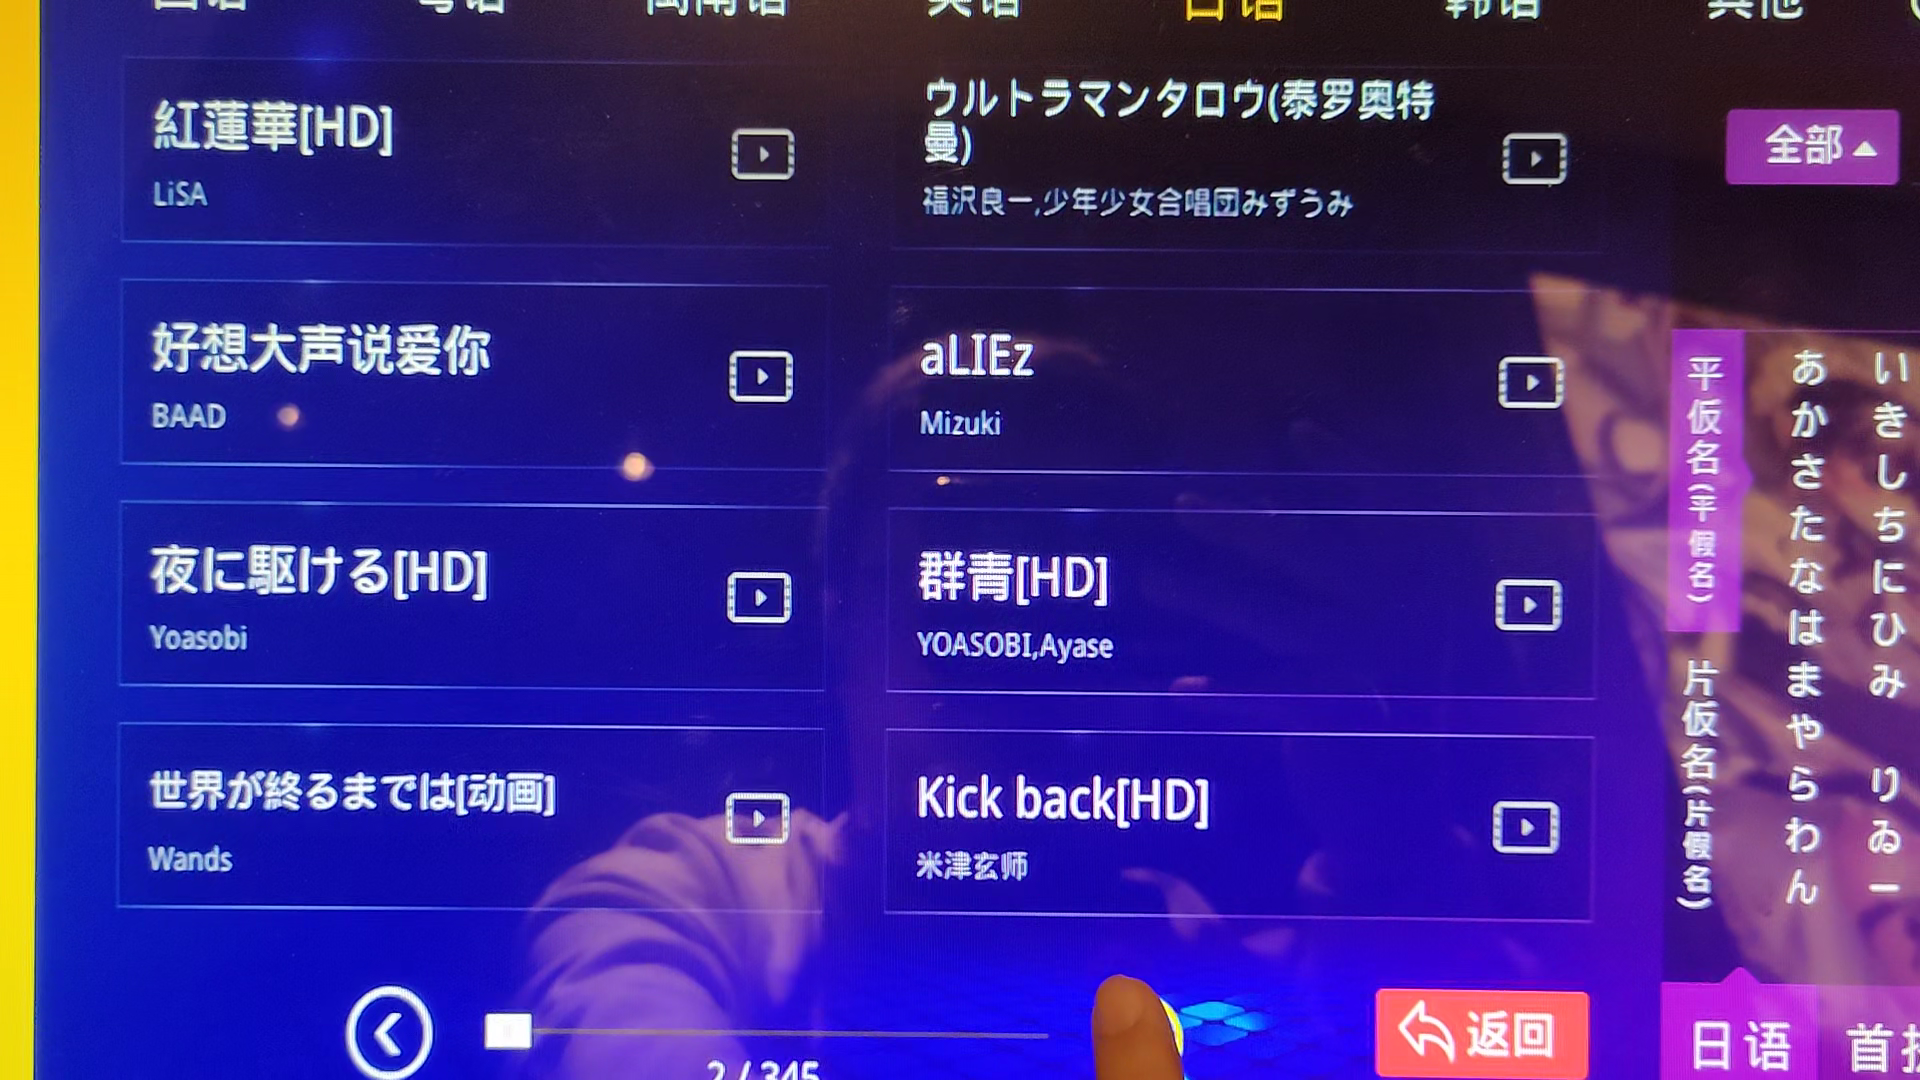 国语 粤语 闽南语 英语 日语 韩语 其他
紅蓮華[HD]
LiSA
ウルトラマンタロウ(泰罗奥特
曼)
福沢良一,少年少女合唱団みずうみ
全部
好想大声说爱你
BAAD
aLIEz
Mizuki
夜に駆ける[HD]
Yoasobi
群青[HD]
YOASOBI,Ayase
世界が終るまでは[动画]
Wands
Kick back[HD]
米津玄师
平仮名(平假名)
片仮名(片假名)
あ い
か き
さ し
た ち
な に
は ひ
ま み
や
ら り
わ ゐ
ん ー
2 / 345
返回
日语 首